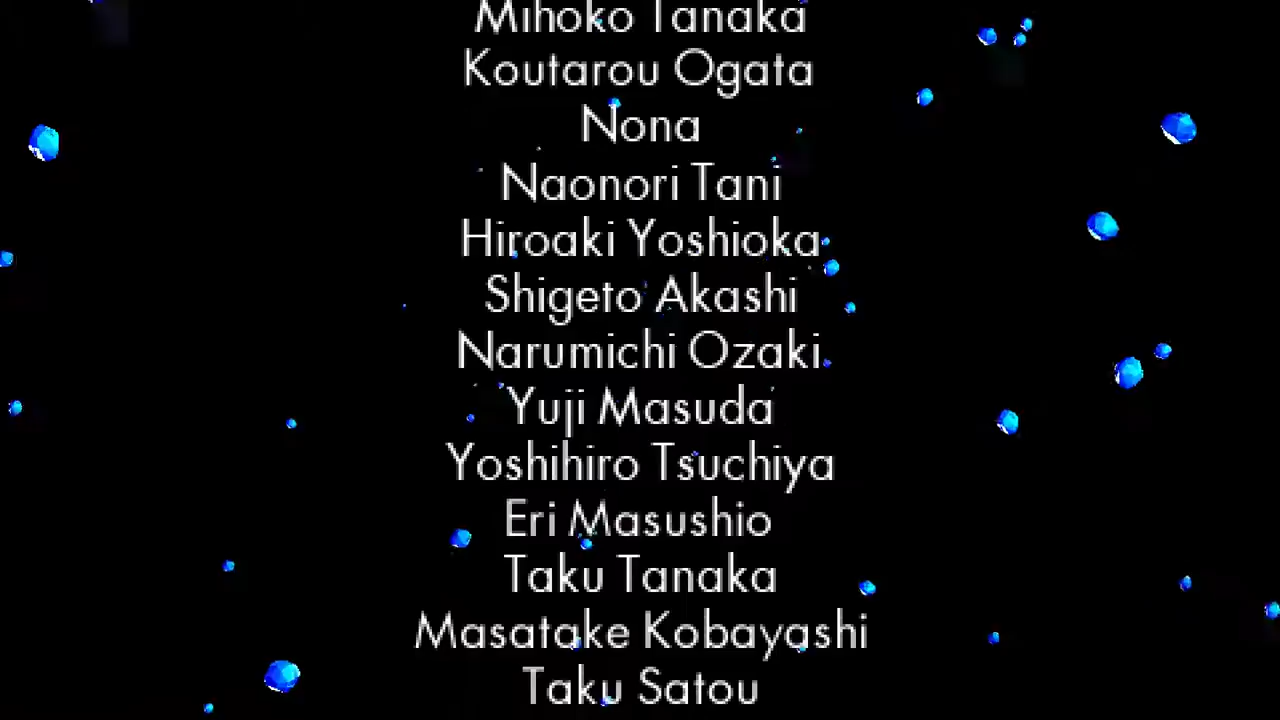 Mihoko Tanaka
Koutarou Ogata
Nona
Naonori Tani
Hiroaki Yoshioka
Shigeto Akashi
Narumichi Ozaki
Yuji Masuda
Yoshihiro Tsuchiya
Eri Masushio
Taku Tanaka
Masatake Kobayashi
Taku Satou